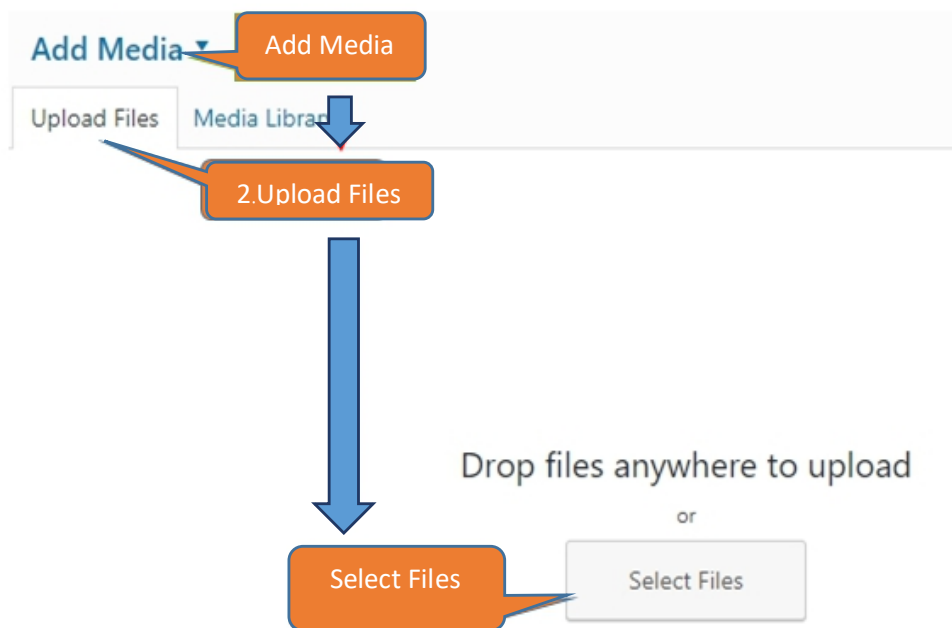 Add Media
Add Media
Upload Files
Media Librar
2.Upload Files
Drop files anywhere to upload
or
Select Files
Select Files